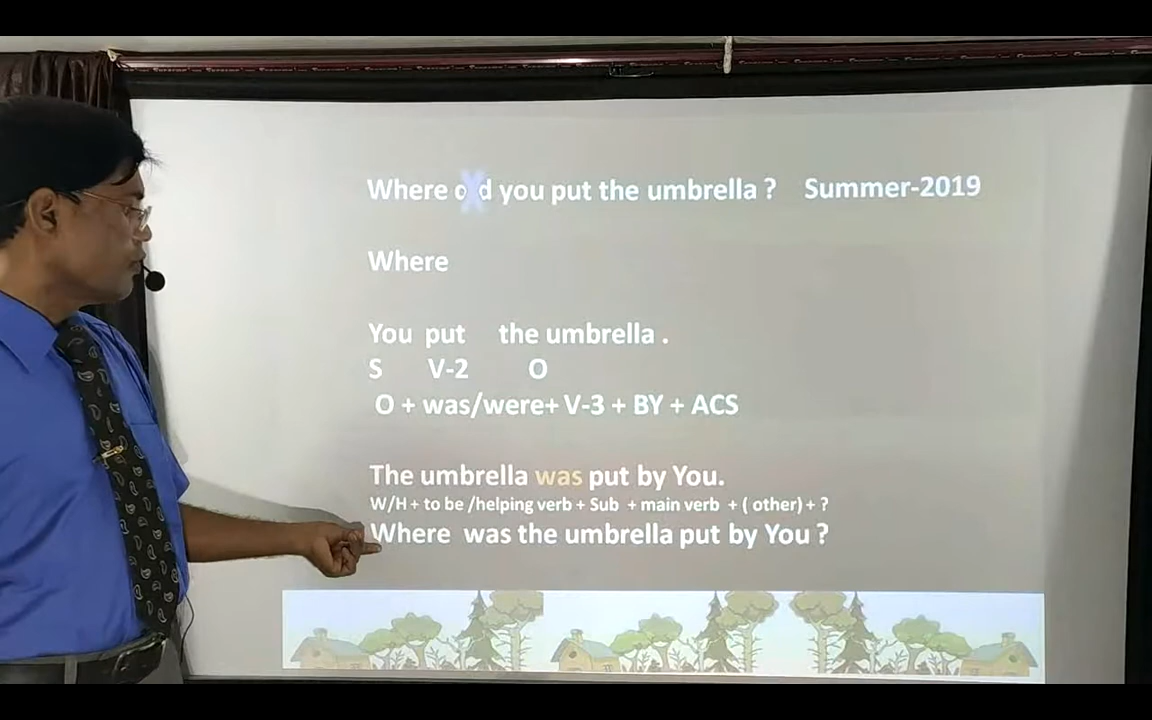 Where did you put the umbrella ? Summer-2019
Where
You put the umbrella .
S V-2 O
O + was/were+ V-3 + BY + ACS
The umbrella was put by You.
W/H + to be /helping verb + Sub + main verb + ( other) + ?
Where was the umbrella put by You ?